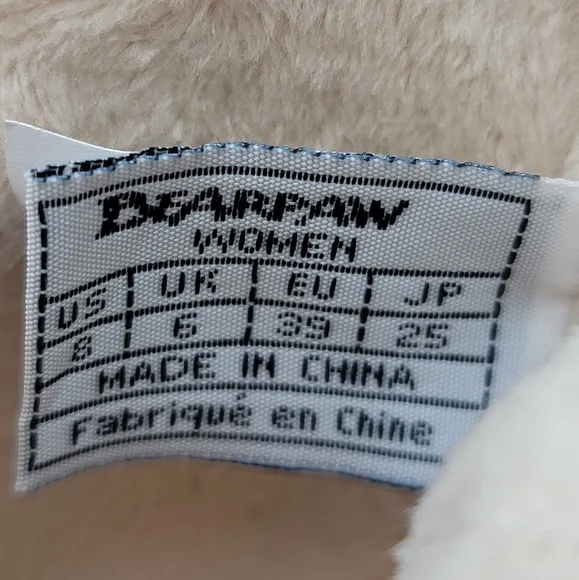 BEARPAW
WOMEN
US UK EU JP
8 6 39 25
MADE IN CHINA
Fabriqué en Chine